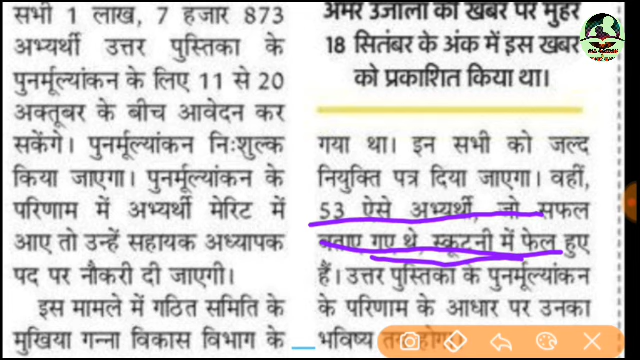 सभी 1 लाख, 7 हजार 873
अभ्यर्थी उत्तर पुस्तिका के
पुनर्मूल्यांकन के लिए 11 से 20
अक्तूबर के बीच आवेदन कर
सकेंगे। पुनर्मूल्यांकन निःशुल्क
किया जाएगा। पुनर्मूल्यांकन के
परिणाम में अभ्यर्थी मेरिट में
आए तो उन्हें सहायक अध्यापक
पद पर नौकरी दी जाएगी।
इस मामले में गठित समिति के
मुखिया गन्ना विकास विभाग के
अमर उजाला की खबर पर मुहर
18 सितंबर के अंक में इस खबर
को प्रकाशित किया था।
गया था। इन सभी को जल्द
नियुक्ति पत्र दिया जाएगा। वहीं,
53 ऐसे अभ्यर्थी, जो सफल
बताए गए थे, स्क्रूटनी में फेल हुए
हैं। उत्तर पुस्तिका के पुनर्मूल्यांकन
के परिणाम के आधार पर उनका
भविष्य तय होगा।